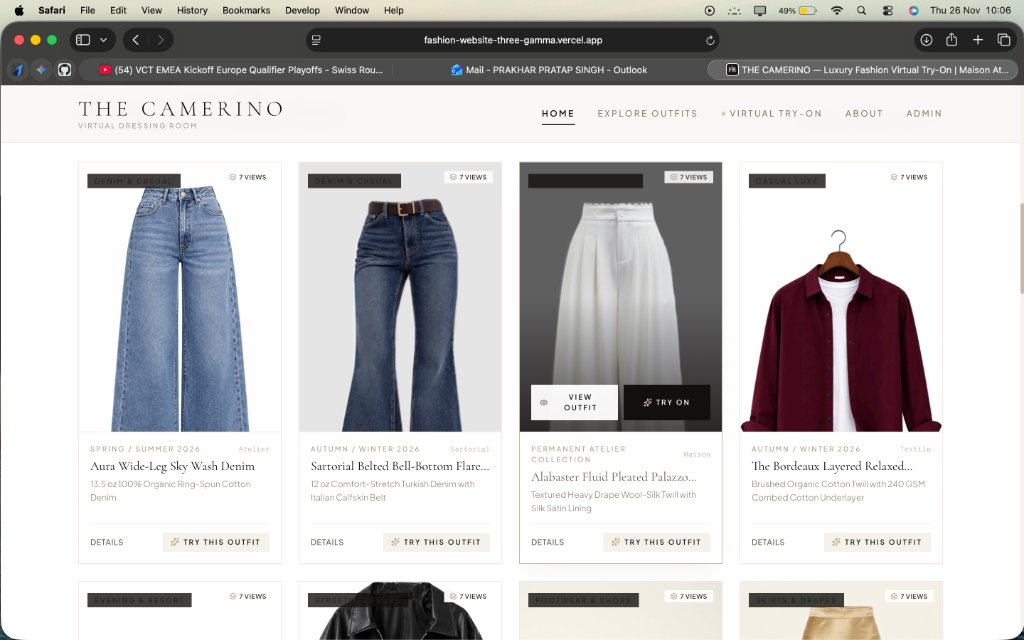 Safari File Edit View History Bookmarks Develop Window Help 49% Thu 26 Nov 10:06
fashion-website-three-gamma.vercel.app
(54) VCT EMEA Kickoff Europe Qualifier Playoffs - Swiss Rou...
Mail - PRAKHAR PRATAP SINGH - Outlook
THE CAMERINO — Luxury Fashion Virtual Try-On | Maison At...
THE CAMERINO
VIRTUAL DRESSING ROOM
HOME EXPLORE OUTFITS VIRTUAL TRY-ON ABOUT ADMIN
DENIM & CASUAL
7 VIEWS
SPRING / SUMMER 2026 Atelier
Aura Wide-Leg Sky Wash Denim
13.5 oz 100% Organic Ring-Spun Cotton
Denim
DETAILS TRY THIS OUTFIT
DENIM & CASUAL
7 VIEWS
AUTUMN / WINTER 2026 Sartorial
Sartorial Belted Bell-Bottom Flare...
12 oz Comfort-Stretch Turkish Denim with
Italian Calfskin Belt
DETAILS TRY THIS OUTFIT
7 VIEWS
VIEW
OUTFIT
TRY ON
PERMANENT ATELIER
COLLECTION
Maison
Alabaster Fluid Pleated Palazzo...
Textured Heavy Drape Wool-Silk Twill with
Silk Satin Lining
DETAILS TRY THIS OUTFIT
CASUAL LUXE
7 VIEWS
AUTUMN / WINTER 2026 Textile
The Bordeaux Layered Relaxed...
Brushed Organic Cotton Twill with 240 GSM
Combed Cotton Underlayer
DETAILS TRY THIS OUTFIT
EVENING & RESORT
7 VIEWS
7 VIEWS
FOOTWEAR & SHOES
7 VIEWS
SKIRTS & DRAPES
7 VIEWS